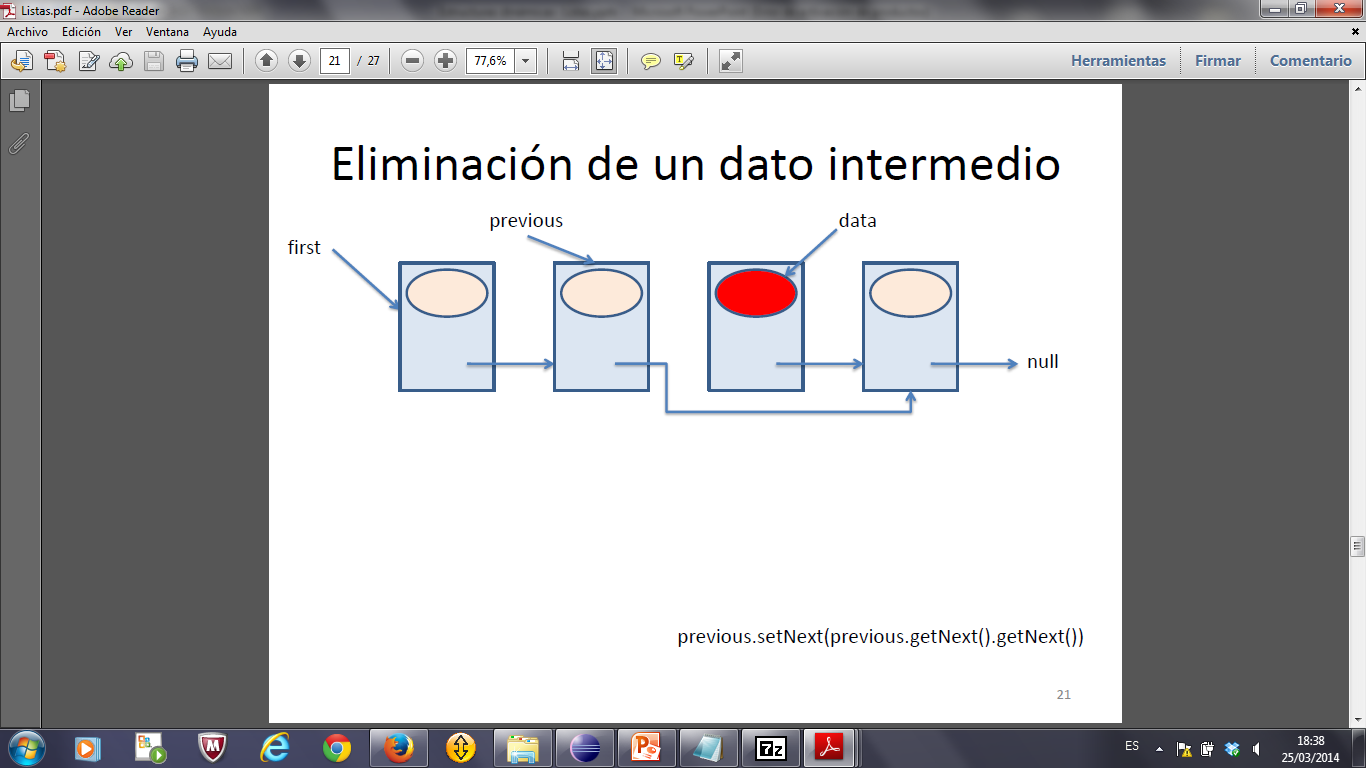 Listas.pdf - Adobe Reader
Archivo Edición Ver Ventana Ayuda
21 / 27 77,6% Herramientas Firmar Comentario
Eliminación de un dato intermedio
previous data
first
null
previous.setNext(previous.getNext().getNext())
21
ES 18:38
25/03/2014